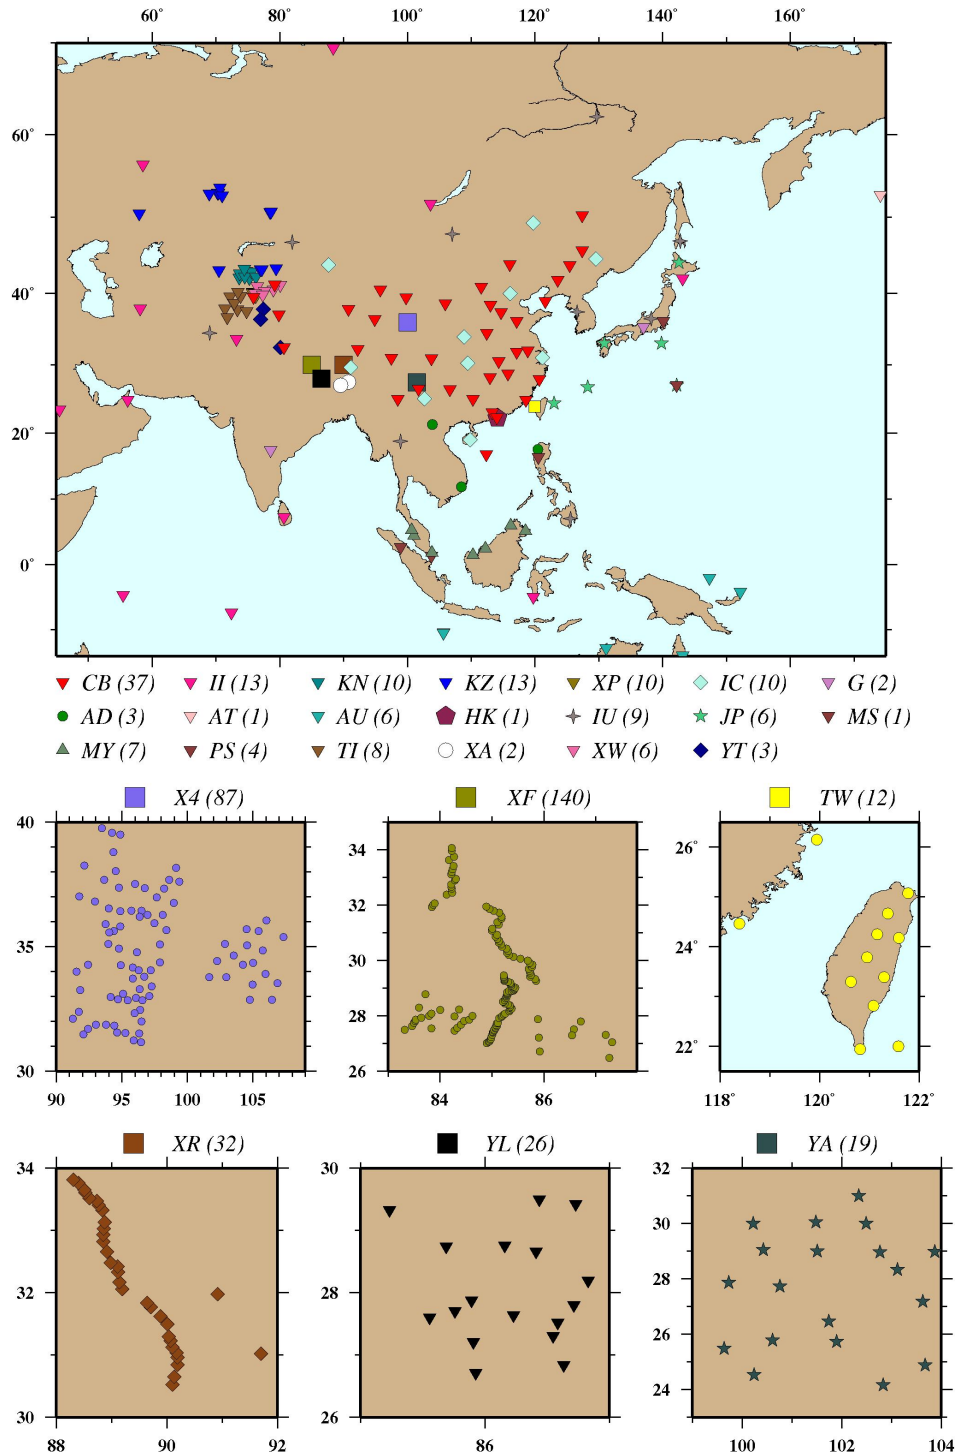 60° 80° 100° 120° 140° 160°
60°
40°
20°
0°
CB (37) II (13) KN (10) KZ (13) XP (10) IC (10) G (2)
AD (3) AT (1) AU (6) HK (1) IU (9) JP (6) MS (1)
MY (7) PS (4) TI (8) XA (2) XW (6) YT (3)
X4 (87) XF (140) TW (12)
40
35
30
90 95 100 105
34
32
30
28
26
84 86
26°
24°
22°
118° 120° 122°
XR (32) YL (26) YA (19)
34
32
30
88 90 92
30
28
26
86
32
30
28
26
24
100 102 104